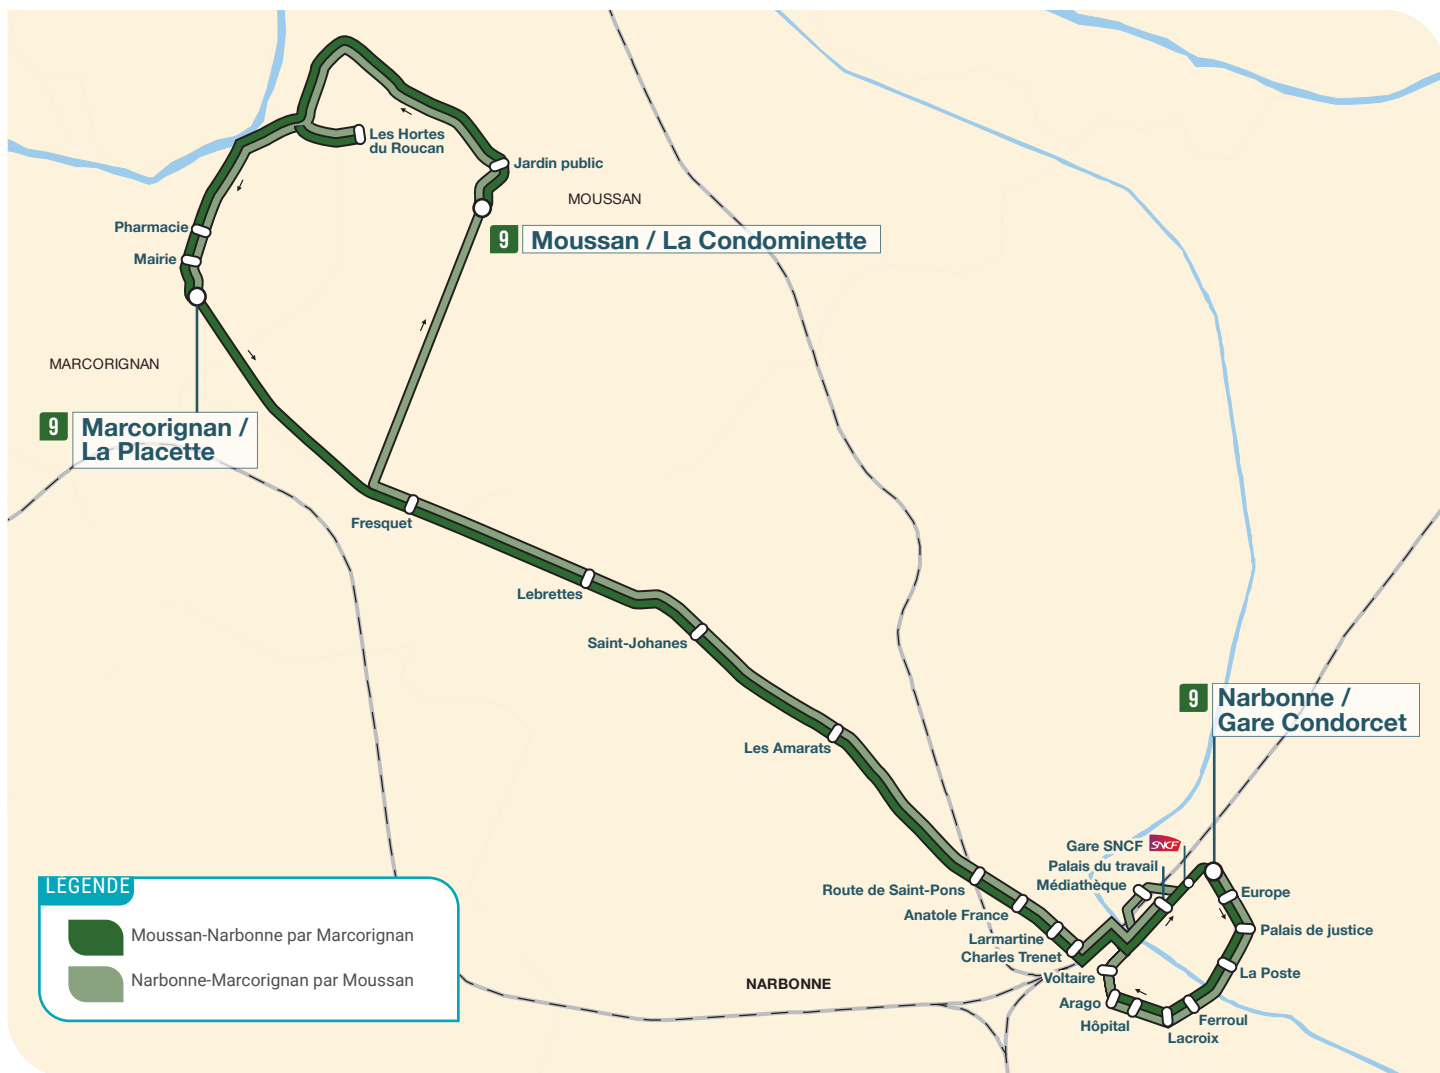 Les Hortes
du Roucan
Jardin public
MOUSSAN
Pharmacie
9 Moussan / La Condominette
Mairie
MARCORIGNAN
9 Marcorignan /
La Placette
Fresquet
Lebrettes
Saint-Johanes
9 Narbonne /
Gare Condorcet
Les Amarats
Gare SNCF SNCF
Palais du travail
Médiathèque
Route de Saint-Pons
Europe
Anatole France
Palais de justice
Larmartine
Charles Trenet
La Poste
Voltaire
NARBONNE
Arago
Ferroul
Hôpital
Lacroix
LÉGENDE
Moussan-Narbonne par Marcorignan
Narbonne-Marcorignan par Moussan